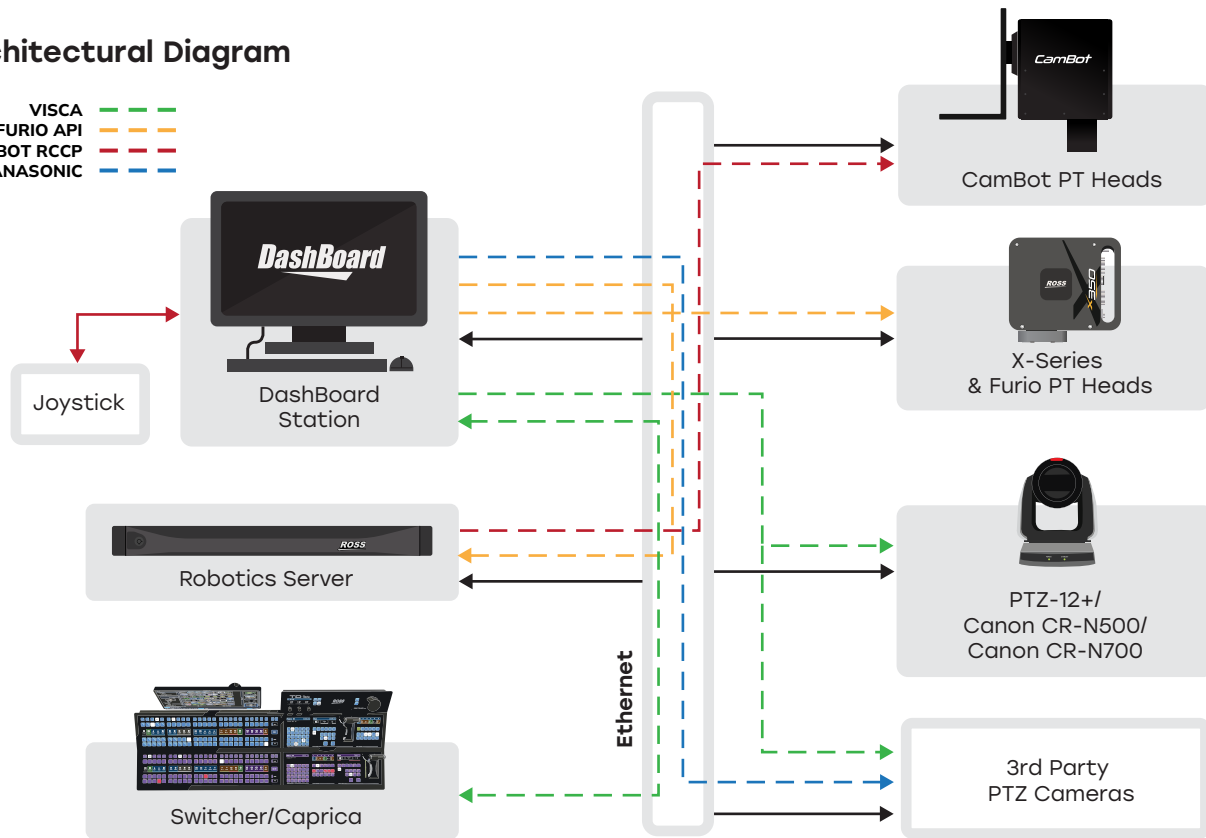 chitectural Diagram
VISCA
FURIO API
BOT RCCP
ANASONIC
CamBot
CamBot PT Heads
DashBoard
DashBoard
Station
Joystick
ROSS
X350
X-Series
& Furio PT Heads
ROSS
Robotics Server
PTZ-12+/
Canon CR-N500/
Canon CR-N700
Ethernet
ROSS
Switcher/Caprica
3rd Party
PTZ Cameras